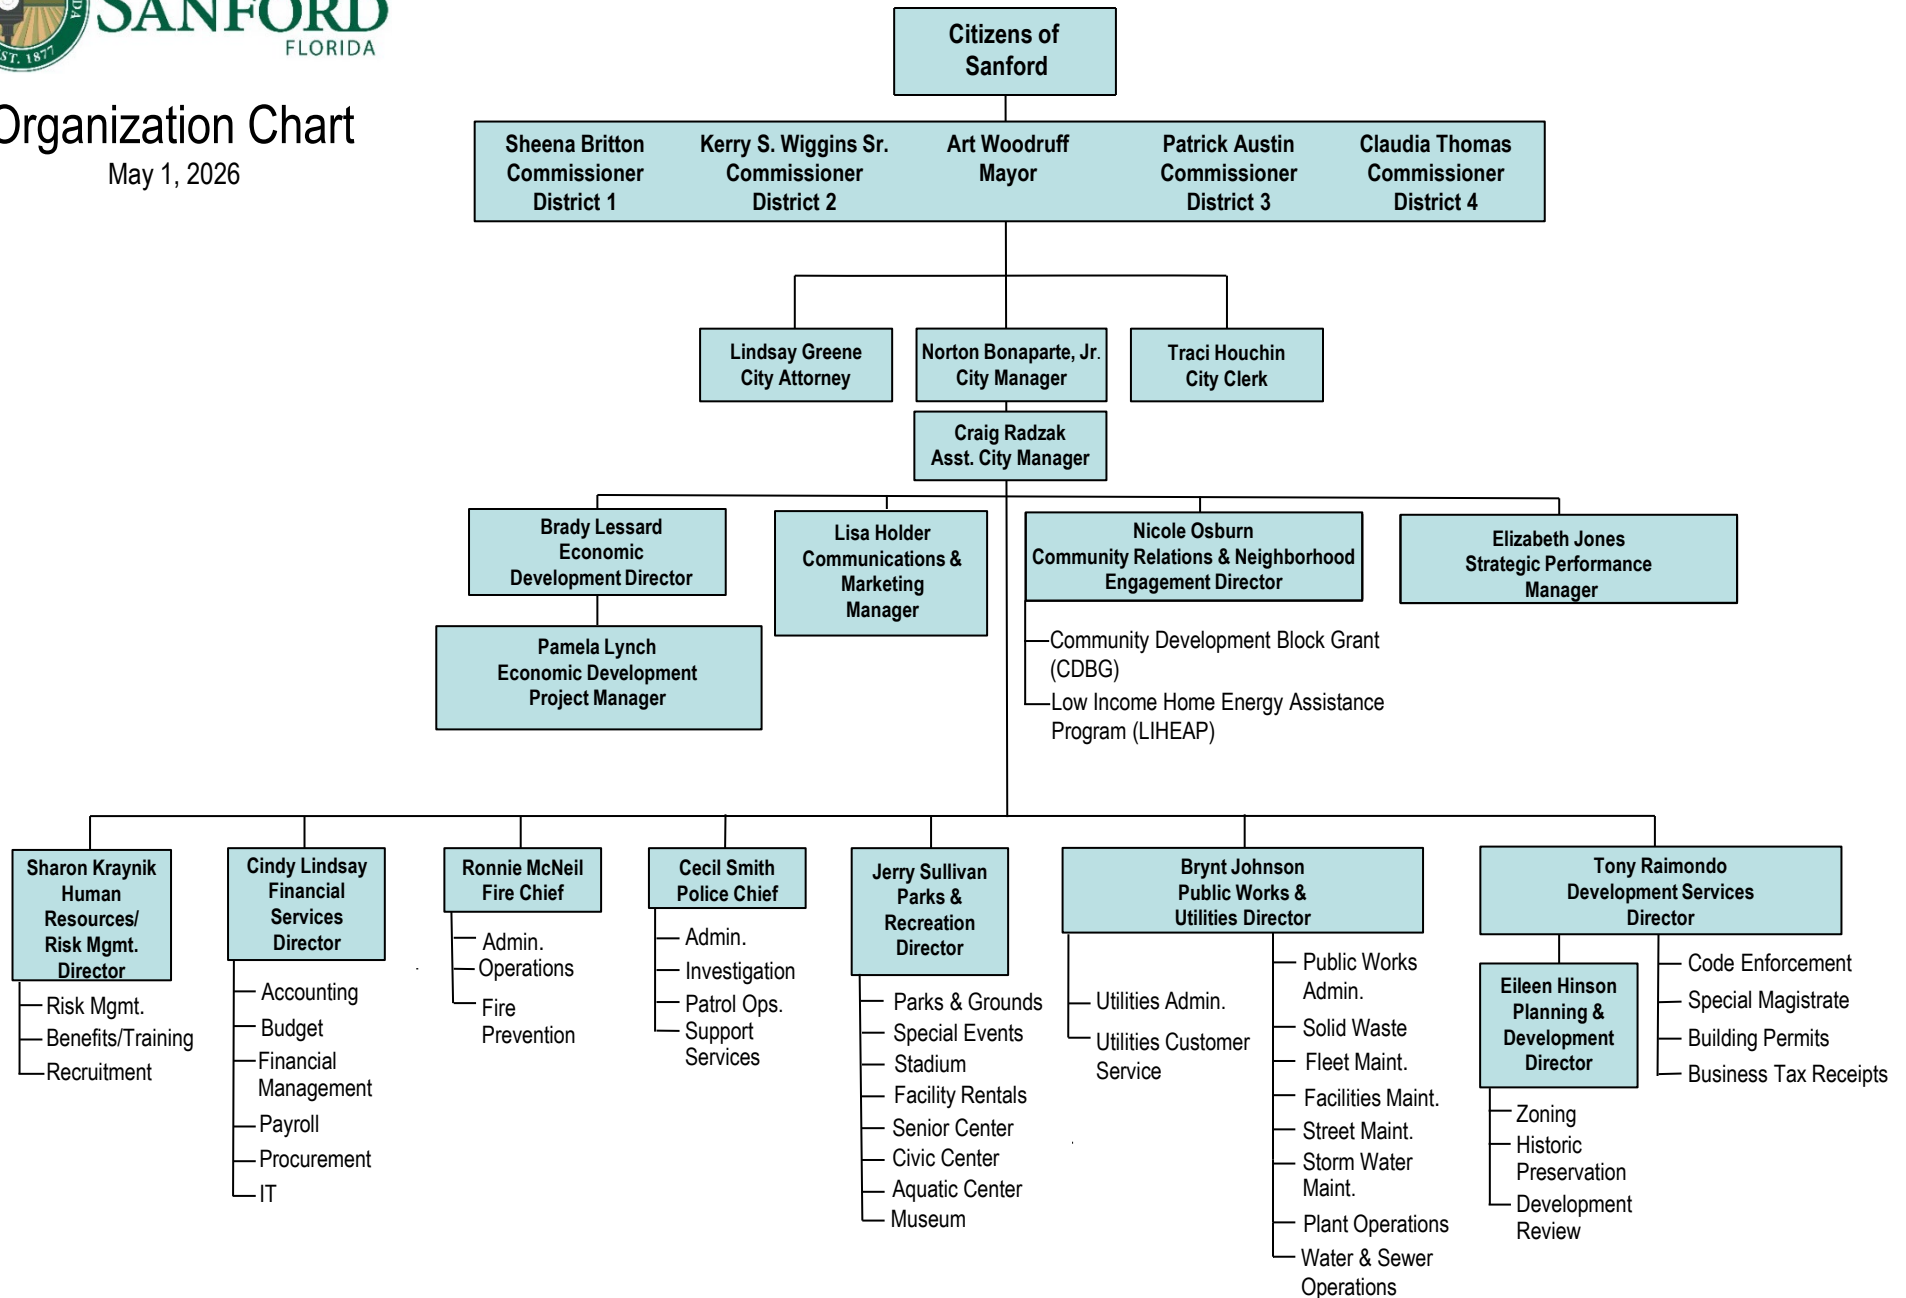 SANFORD
FLORIDA
EST. 1877
Organization Chart
May 1, 2026
Citizens of
Sanford
Sheena Britton
Commissioner
District 1
Kerry S. Wiggins Sr.
Commissioner
District 2
Art Woodruff
Mayor
Patrick Austin
Commissioner
District 3
Claudia Thomas
Commissioner
District 4
Lindsay Greene
City Attorney
Norton Bonaparte, Jr.
City Manager
Traci Houchin
City Clerk
Craig Radzak
Asst. City Manager
Brady Lessard
Economic
Development Director
Lisa Holder
Communications &
Marketing
Manager
Nicole Osburn
Community Relations & Neighborhood
Engagement Director
Elizabeth Jones
Strategic Performance
Manager
Pamela Lynch
Economic Development
Project Manager
Community Development Block Grant
(CDBG)
Low Income Home Energy Assistance
Program (LIHEAP)
Sharon Kraynik
Human
Resources/
Risk Mgmt.
Director
Risk Mgmt.
Benefits/Training
Recruitment
Cindy Lindsay
Financial
Services
Director
Accounting
Budget
Financial
Management
Payroll
Procurement
IT
Ronnie McNeil
Fire Chief
Admin.
Operations
Fire
Prevention
Cecil Smith
Police Chief
Admin.
Investigation
Patrol Ops.
Support
Services
Jerry Sullivan
Parks &
Recreation
Director
Parks & Grounds
Special Events
Stadium
Facility Rentals
Senior Center
Civic Center
Aquatic Center
Museum
Brynt Johnson
Public Works &
Utilities Director
Utilities Admin.
Utilities Customer
Service
Public Works
Admin.
Solid Waste
Fleet Maint.
Facilities Maint.
Street Maint.
Storm Water
Maint.
Plant Operations
Water & Sewer
Operations
Tony Raimondo
Development Services
Director
Eileen Hinson
Planning &
Development
Director
Zoning
Historic
Preservation
Development
Review
Code Enforcement
Special Magistrate
Building Permits
Business Tax Receipts